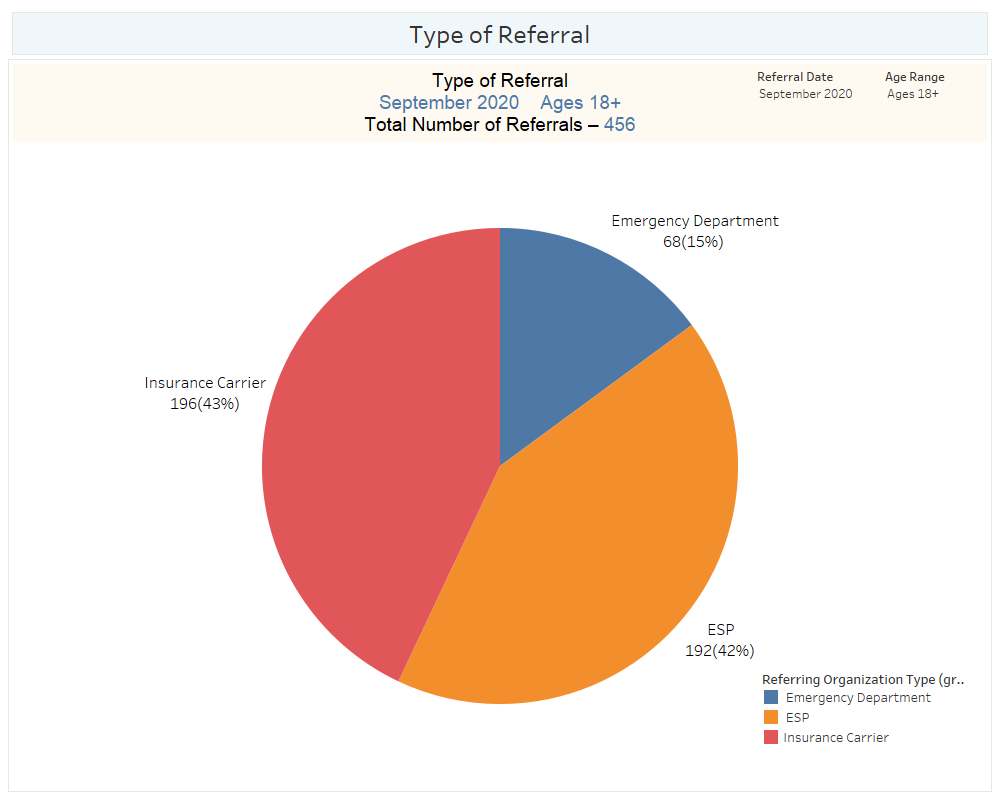 Type of Referral
Type of Referral
September 2020 Ages 18+
Total Number of Referrals – 456
Referral Date
September 2020
Age Range
Ages 18+
Emergency Department
68(15%)
Insurance Carrier
196(43%)
ESP
192(42%)
Referring Organization Type (gr..
Emergency Department
ESP
Insurance Carrier